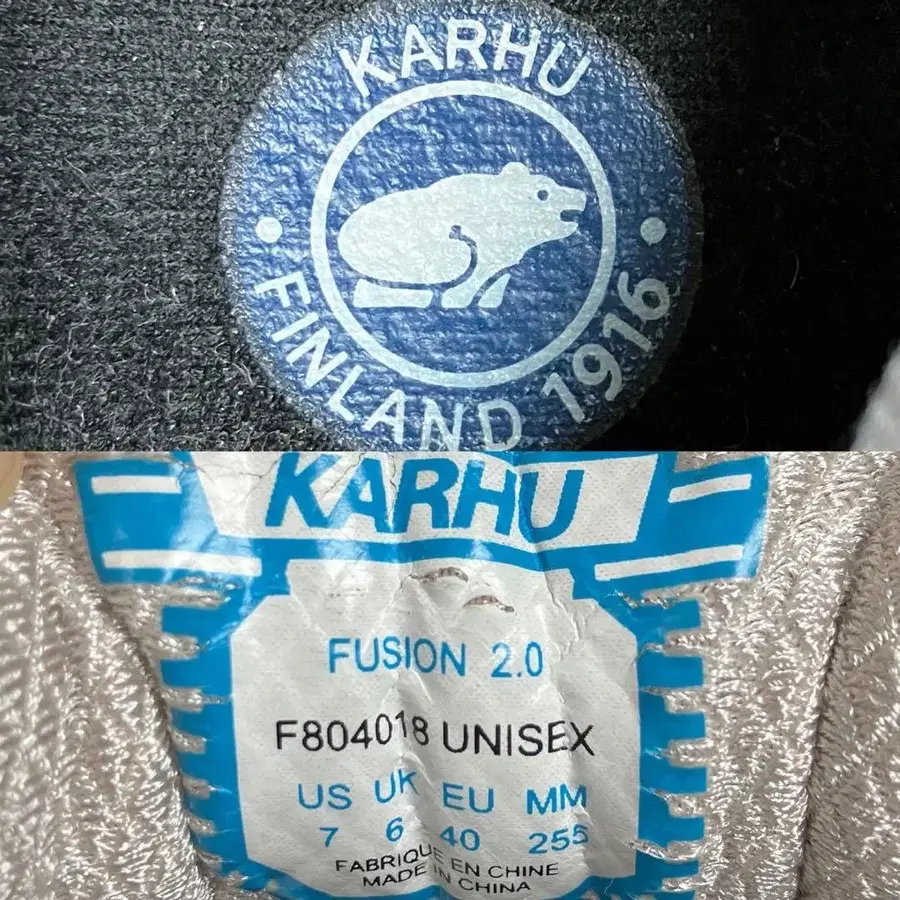 KARHU
FINLAND 1916
KARHU
FUSION 2.0
F804018 UNISEX
US UK EU MM
7 6 40 255
FABRIQUE EN CHINE
MADE IN CHINA